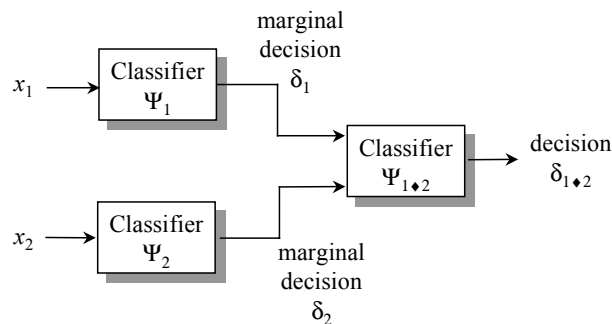 marginal
decision
δ₁
x₁
Classifier
Ψ₁
Classifier
Ψ₁♦₂
decision
δ₁♦₂
x₂
Classifier
Ψ₂
marginal
decision
δ₂